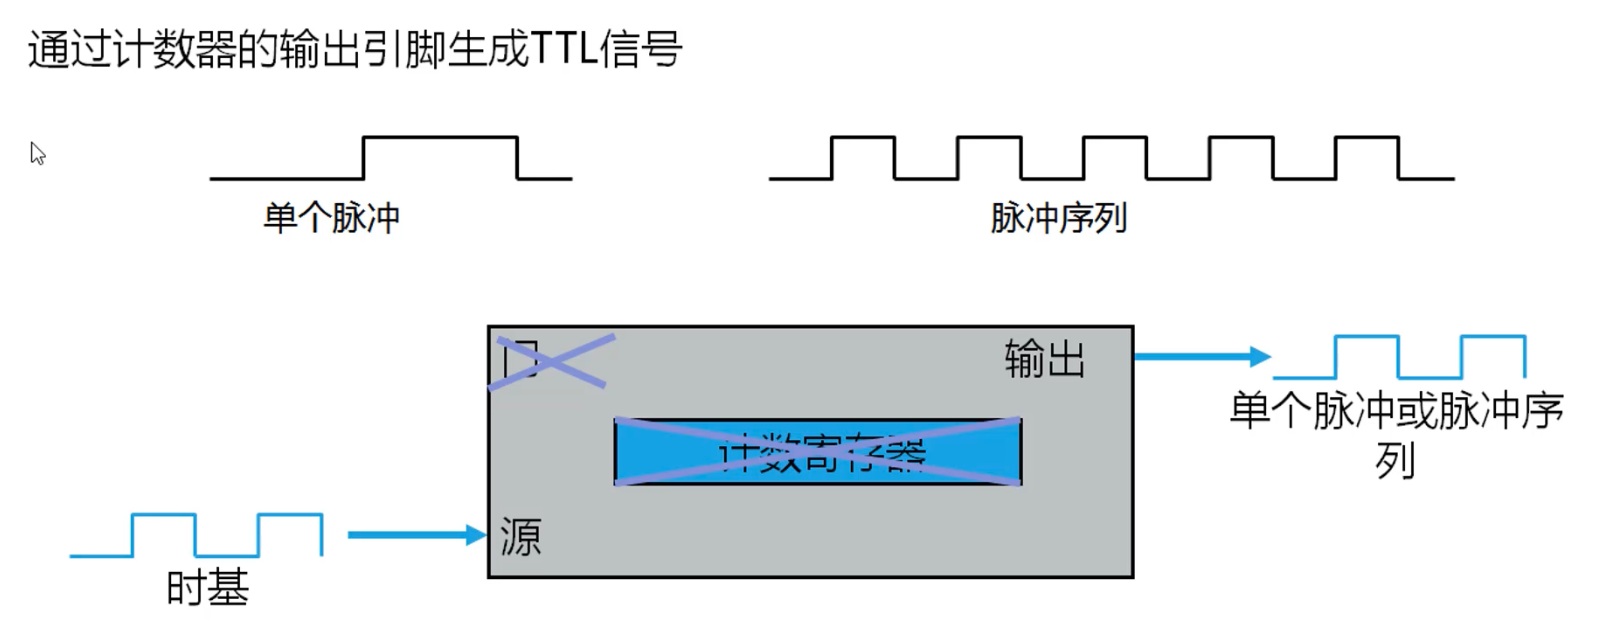 通过计数器的输出引脚生成TTL信号
单个脉冲
脉冲序列
门
输出
计数寄存器
单个脉冲或脉冲序
列
源
时基